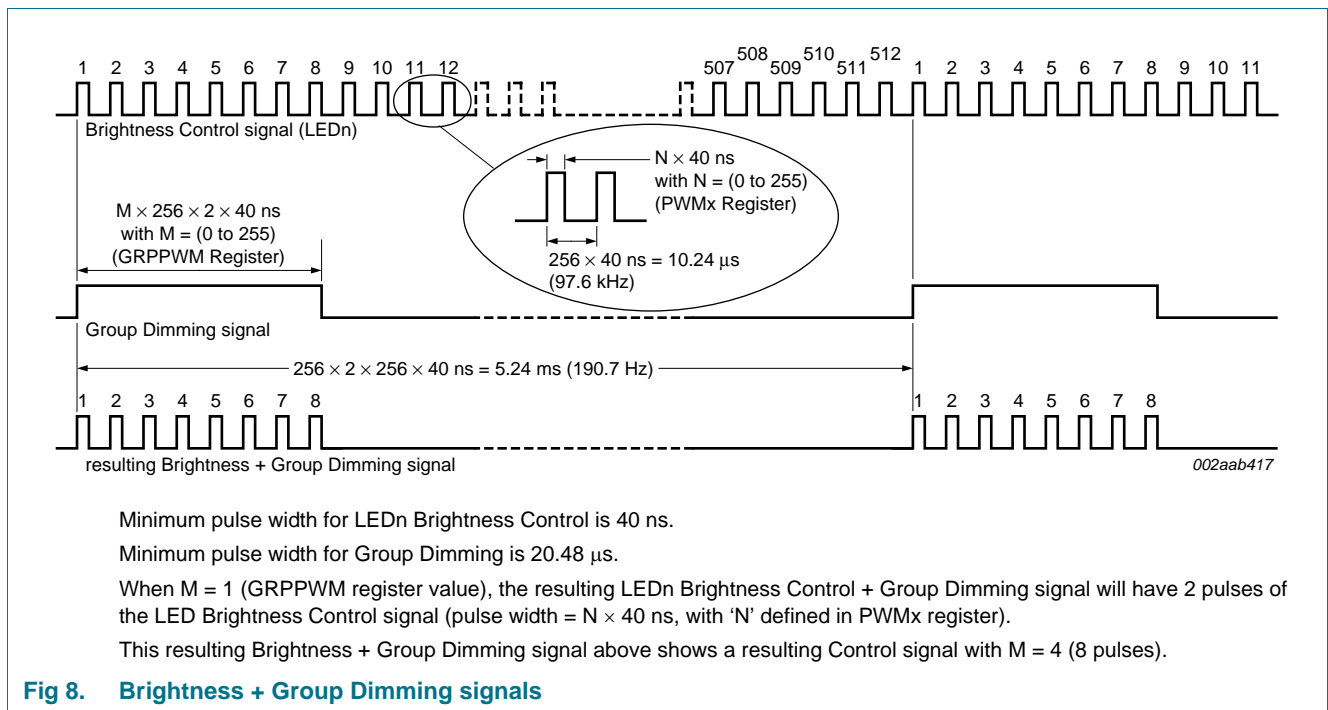 1 2 3 4 5 6 7 8 9 10 11 12 507 508 509 510 511 512 1 2 3 4 5 6 7 8 9 10 11
Brightness Control signal (LEDn)
N × 40 ns
with N = (0 to 255)
(PWMx Register)
256 × 40 ns = 10.24 μs
(97.6 kHz)
M × 256 × 2 × 40 ns
with M = (0 to 255)
(GRPPWM Register)
Group Dimming signal
256 × 2 × 256 × 40 ns = 5.24 ms (190.7 Hz)
1 2 3 4 5 6 7 8 1 2 3 4 5 6 7 8
resulting Brightness + Group Dimming signal
002aab417
Minimum pulse width for LEDn Brightness Control is 40 ns.
Minimum pulse width for Group Dimming is 20.48 μs.
When M = 1 (GRPPWM register value), the resulting LEDn Brightness Control + Group Dimming signal will have 2 pulses of
the LED Brightness Control signal (pulse width = N × 40 ns, with ‘N’ defined in PWMx register).
This resulting Brightness + Group Dimming signal above shows a resulting Control signal with M = 4 (8 pulses).
Fig 8. Brightness + Group Dimming signals